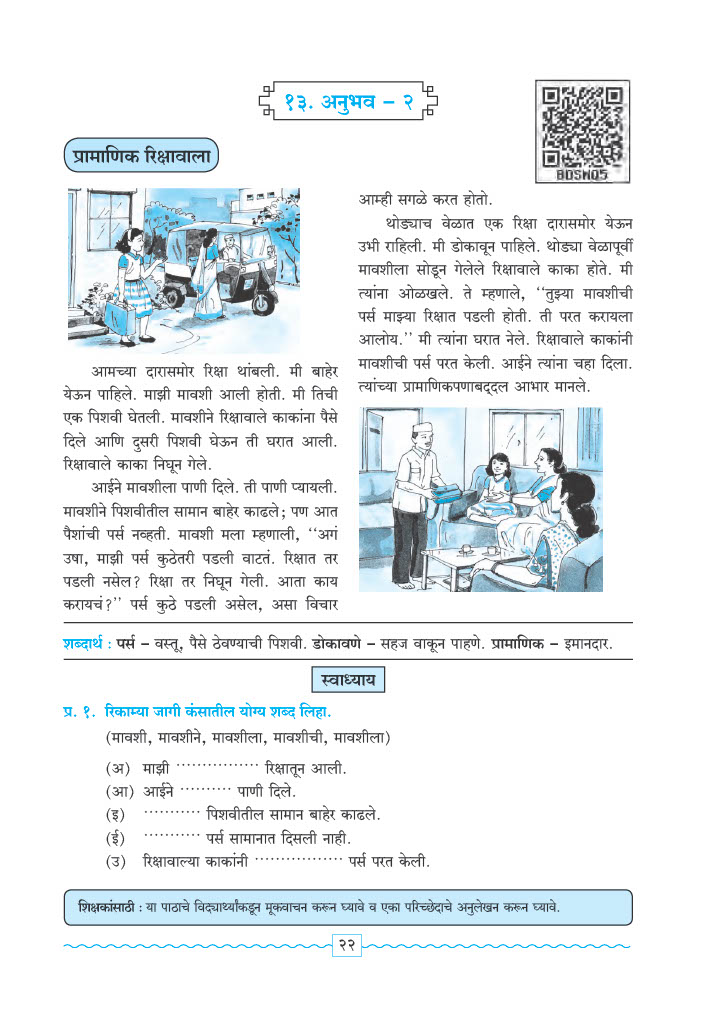 १३. अनुभव – २
BDSWQ5
प्रामाणिक रिक्षावाला
आमच्या दारासमोर रिक्षा थांबली. मी बाहेर
येऊन पाहिले. माझी मावशी आली होती. मी तिची
एक पिशवी घेतली. मावशीने रिक्षावाले काकांना पैसे
दिले आणि दुसरी पिशवी घेऊन ती घरात आली.
रिक्षावाले काका निघून गेले.
आईने मावशीला पाणी दिले. ती पाणी प्यायली.
मावशीने पिशवीतील सामान बाहेर काढले; पण आत
पैशांची पर्स नव्हती. मावशी मला म्हणाली, ‘‘अगं
उषा, माझी पर्स कुठेतरी पडली वाटतं. रिक्षात तर
पडली नसेल? रिक्षा तर निघून गेली. आता काय
करायचं?’’ पर्स कुठे पडली असेल, असा विचार
आम्ही सगळे करत होतो.
थोड्याच वेळात एक रिक्षा दारासमोर येऊन
उभी राहिली. मी डोकावून पाहिले. थोड्या वेळापूर्वी
मावशीला सोडून गेलेले रिक्षावाले काका होते. मी
त्यांना ओळखले. ते म्हणाले, ‘‘तुझ्या मावशीची
पर्स माझ्या रिक्षात पडली होती. ती परत करायला
आलोय.’’ मी त्यांना घरात नेले. रिक्षावाले काकांनी
मावशीची पर्स परत केली. आईने त्यांना चहा दिला.
त्यांच्या प्रामाणिकपणाबद्दल आभार मानले.
शब्दार्थ : पर्स – वस्तू, पैसे ठेवण्याची पिशवी. डोकावणे – सहज वाकून पाहणे. प्रामाणिक – इमानदार.
स्वाध्याय
प्र. १. रिकाम्या जागी कंसातील योग्य शब्द लिहा.
(मावशी, मावशीने, मावशीला, मावशीची, मावशीला)
(अ) माझी ················ रिक्षातून आली.
(आ) आईने ·········· पाणी दिले.
(इ) ··········· पिशवीतील सामान बाहेर काढले.
(ई) ··········· पर्स सामानात दिसली नाही.
(उ) रिक्षावाल्या काकांनी ················· पर्स परत केली.
शिक्षकांसाठी : या पाठाचे विद्यार्थ्यांकडून मूकवाचन करून घ्यावे व एका परिच्छेदाचे अनुलेखन करून घ्यावे.
२२